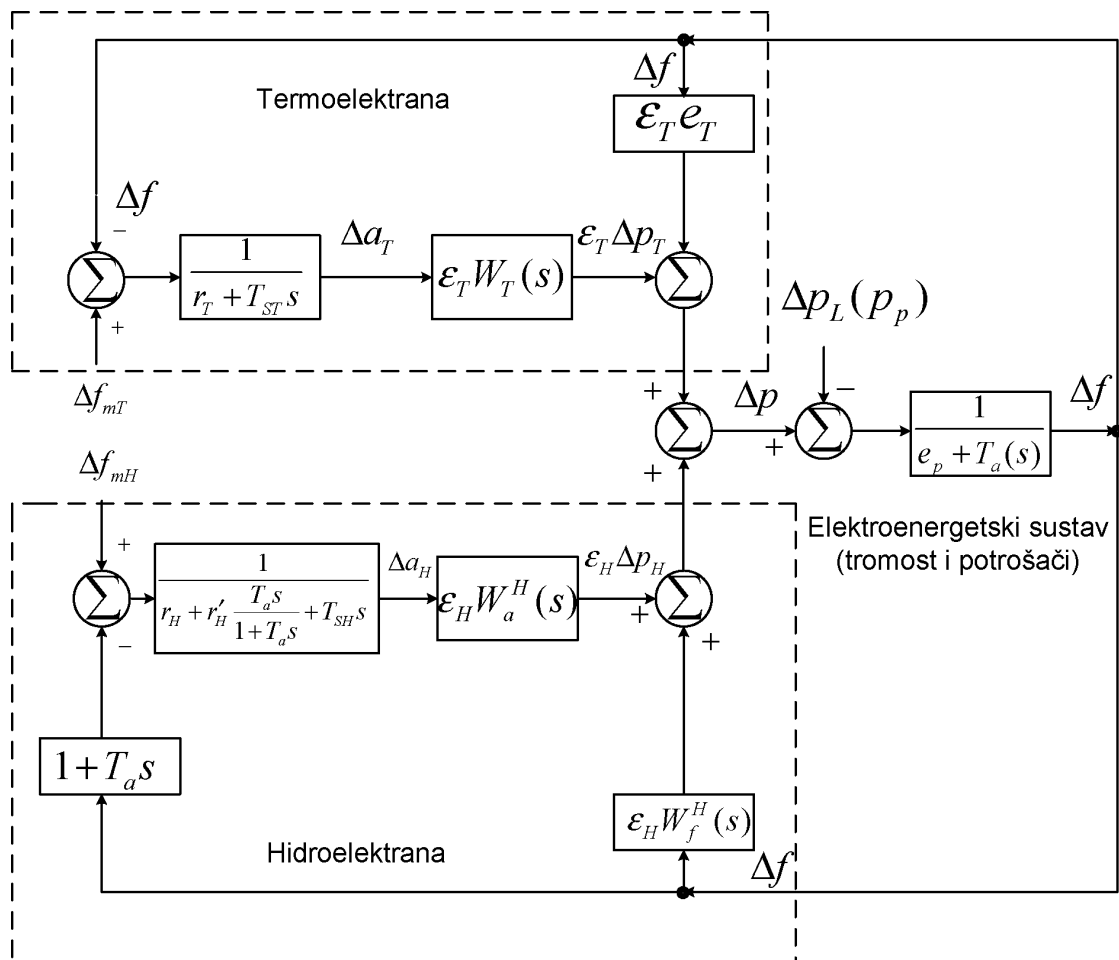 Δf
Termoelektrana
ε_T e_T
Δf
−
Σ
+
1
r_T + T_ST s
Δa_T
ε_T W_T(s)
ε_T Δp_T
Σ
Δf_mT
Δp_L(p_p)
+
Σ
+
Δp
−
+
Σ
1
e_p + T_a(s)
Δf
Δf_mH
Elektroenergetski sustav
(tromost i potrošači)
+
Σ
−
1
r_H + r′_H T_a s / 1 + T_a s + T_SH s
Δa_H
ε_H W_a^H(s)
ε_H Δp_H
+
Σ
+
1 + T_a s
ε_H W_f^H(s)
Hidroelektrana
Δf